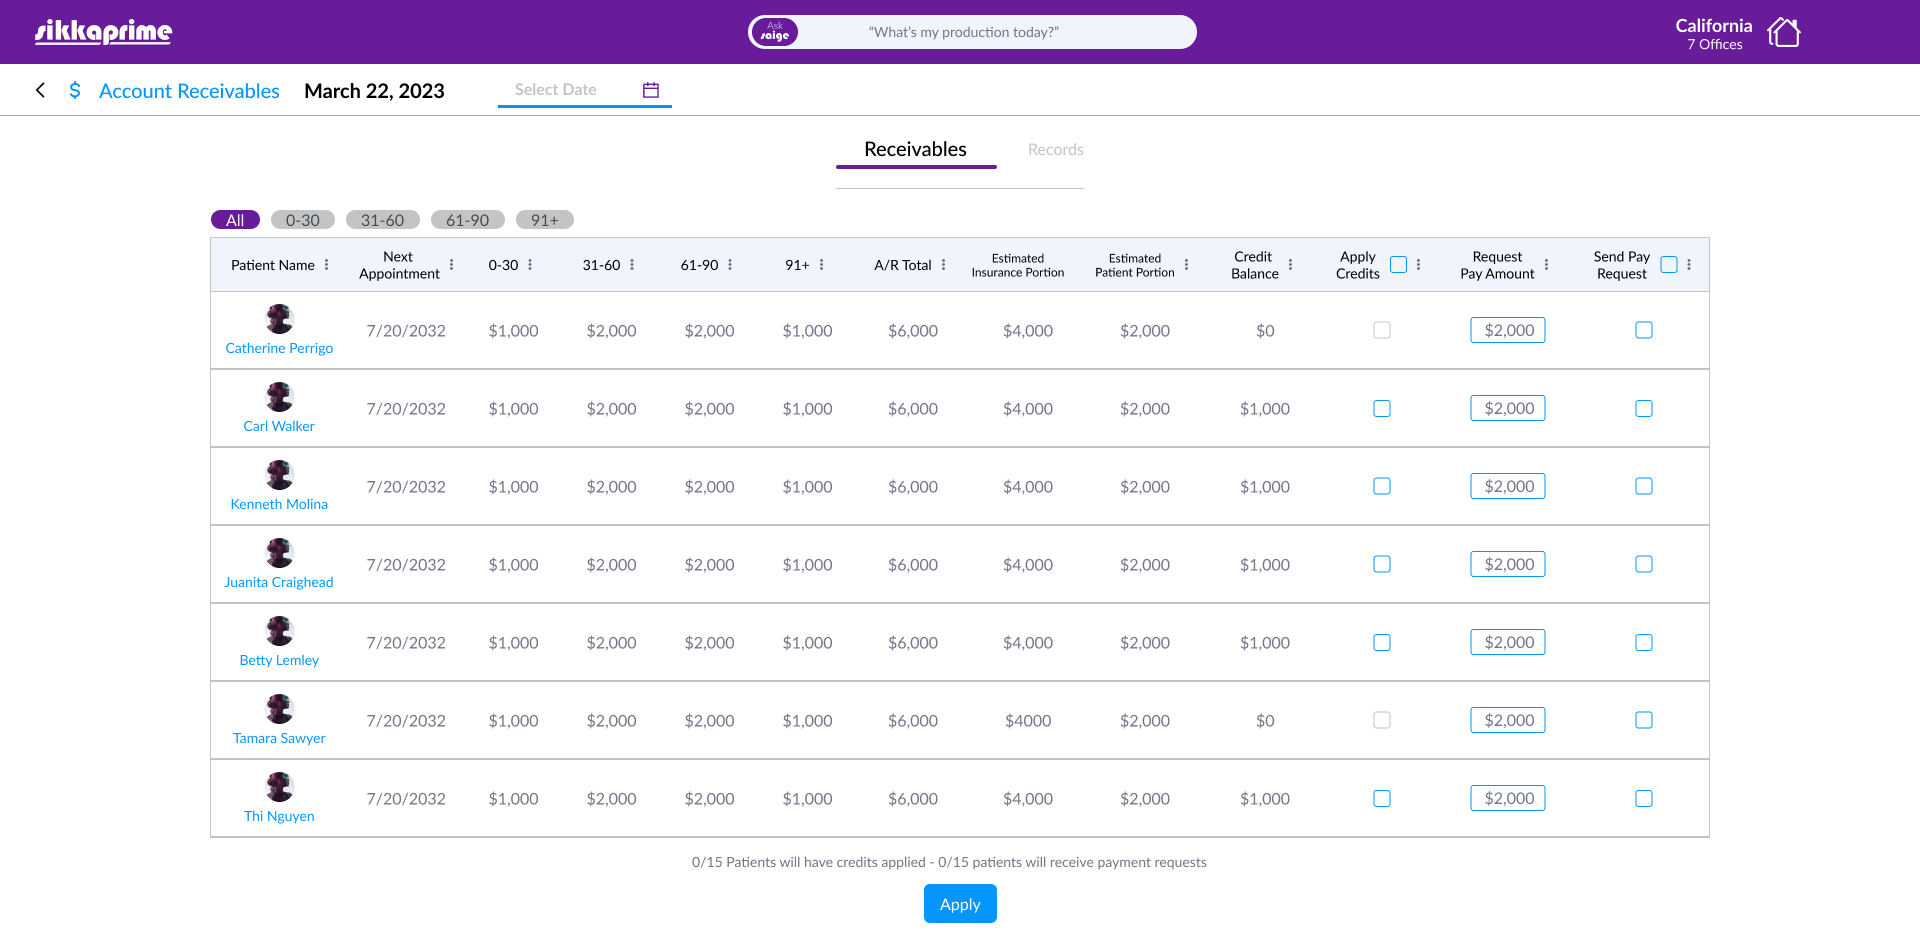 sikkaprime
Ask
saige
“What’s my production today?”
California
7 Offices
$ Account Receivables March 22, 2023 Select Date
Receivables Records
All 0-30 31-60 61-90 91+
Patient Name Next Appointment 0-30 31-60 61-90 91+ A/R Total Estimated Insurance Portion Estimated Patient Portion Credit Balance Apply Credits Request Pay Amount Send Pay Request
7/20/2032 $1,000 $2,000 $2,000 $1,000 $6,000 $4,000 $2,000 $0 $2,000
Catherine Perrigo
7/20/2032 $1,000 $2,000 $2,000 $1,000 $6,000 $4,000 $2,000 $1,000 $2,000
Carl Walker
7/20/2032 $1,000 $2,000 $2,000 $1,000 $6,000 $4,000 $2,000 $1,000 $2,000
Kenneth Molina
7/20/2032 $1,000 $2,000 $2,000 $1,000 $6,000 $4,000 $2,000 $1,000 $2,000
Juanita Craighead
7/20/2032 $1,000 $2,000 $2,000 $1,000 $6,000 $4,000 $2,000 $1,000 $2,000
Betty Lemley
7/20/2032 $1,000 $2,000 $2,000 $1,000 $6,000 $4000 $2,000 $0 $2,000
Tamara Sawyer
7/20/2032 $1,000 $2,000 $2,000 $1,000 $6,000 $4,000 $2,000 $1,000 $2,000
Thi Nguyen
0/15 Patients will have credits applied - 0/15 patients will receive payment requests
Apply